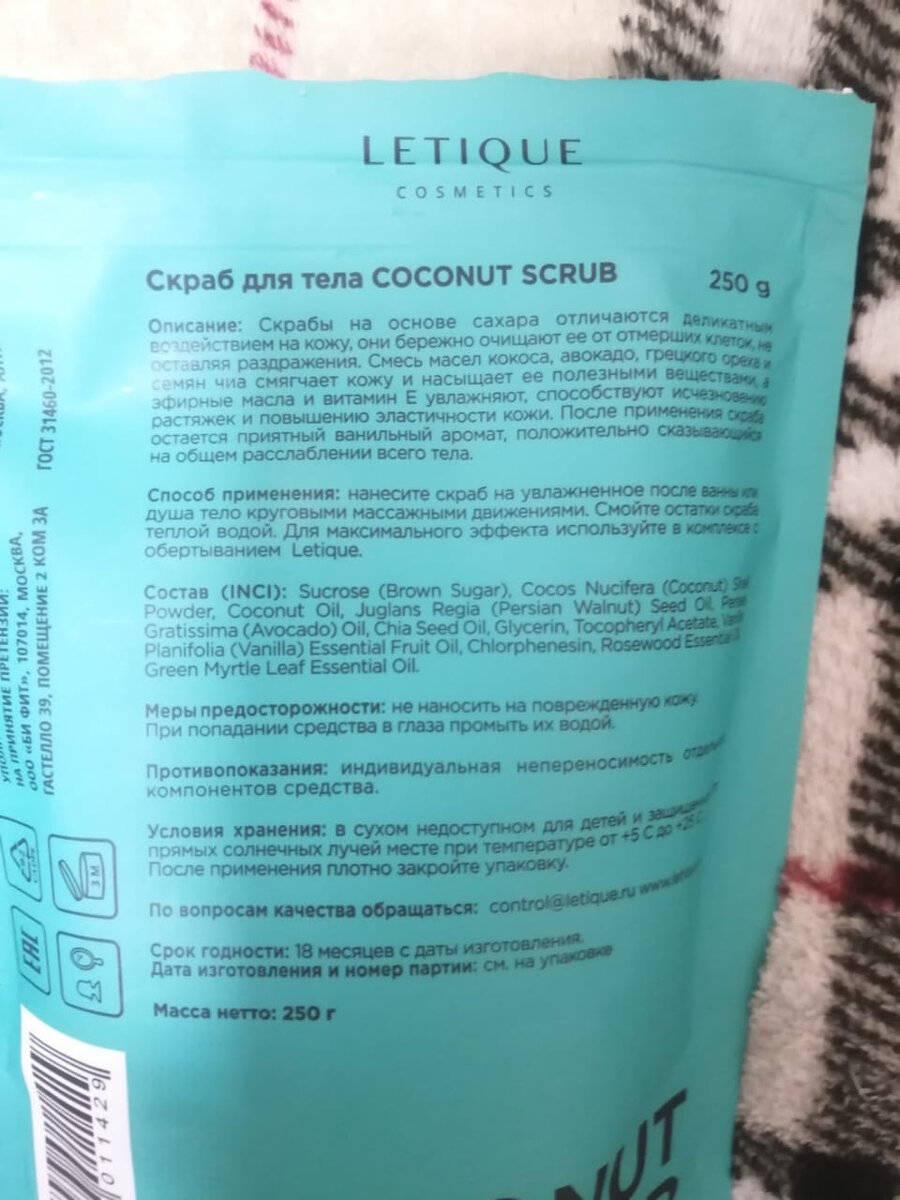 LETIQUE
COSMETICS
Скраб для тела COCONUT SCRUB 250 g
Описание: Скрабы на основе сахара отличаются деликатным
воздействием на кожу, они бережно очищают ее от отмерших клеток, не
оставляя раздражения. Смесь масел кокоса, авокадо, грецкого ореха и
семян чиа смягчает кожу и насыщает ее полезными веществами, а
эфирные масла и витамин Е увлажняют, способствуют исчезновению
растяжек и повышению эластичности кожи. После применения скраба
остается приятный ванильный аромат, положительно сказывающийся
на общем расслаблении всего тела.
Способ применения: нанесите скраб на увлажненное после ванны или
душа тело круговыми массажными движениями. Смойте остатки скраба
теплой водой. Для максимального эффекта используйте в комплексе с
обертыванием Letique.
Состав (INCI): Sucrose (Brown Sugar), Cocos Nucifera (Coconut)
Powder, Coconut Oil, Juglans Regia (Persian Walnut) Seed Oil,
Gratissima (Avocado) Oil, Chia Seed Oil, Glycerin, Tocopheryl Acetate,
Planifolia (Vanilla) Essential Fruit Oil, Chlorphenesin, Rosewood
Green Myrtle Leaf Essential Oil.
Меры предосторожности: не наносить на поврежденную кожу.
При попадании средства в глаза промыть их водой.
Противопоказания: индивидуальная непереносимость
компонентов средства.
Условия хранения: в сухом недоступном для детей и
прямых солнечных лучей месте при температуре от +5 С до +25 С
После применения плотно закройте упаковку.
По вопросам качества обращаться: control@letique.ru
Срок годности: 18 месяцев с даты изготовления.
Дата изготовления и номер партии: см. на упаковке
Масса нетто: 250 г
НА ПРИНЯТИЕ ПРЕТЕНЗИЙ:
ООО «БИ ФИТ», 107014, МОСКВА,
ГАСТЕЛЛО 39, ПОМЕЩЕНИЕ 2 КОМ 3А
ГОСТ 31460-2012
3 М
ЕАС
011429
NUT